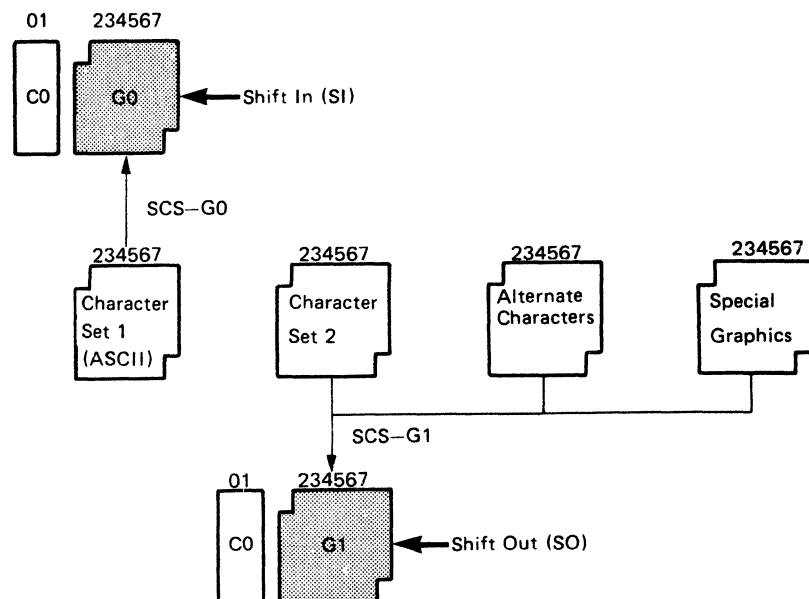 01 234567
C0 G0 Shift In (SI)
SCS–G0
234567 234567 234567 234567
Character
Set 1
(ASCII)
Character
Set 2
Alternate
Characters
Special
Graphics
SCS–G1
01 234567
C0 G1 Shift Out (SO)